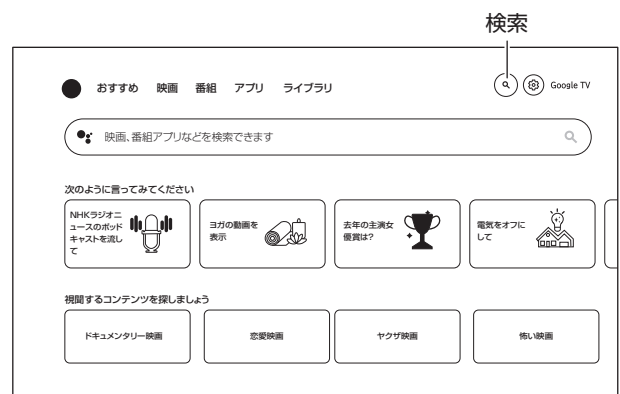 検索
おすすめ 映画 番組 アプリ ライブラリ Google TV
映画、番組アプリなどを検索できます
次のように言ってみてください
NHKラジオニ
ュースのポッド
キャストを流し
て
ヨガの動画を
表示
去年の主演女
優賞は?
電気をオフに
して
視聞するコンテンツを探しましょう
ドキュメンタリー映画 恋愛映画 ヤクザ映画 怖い映画